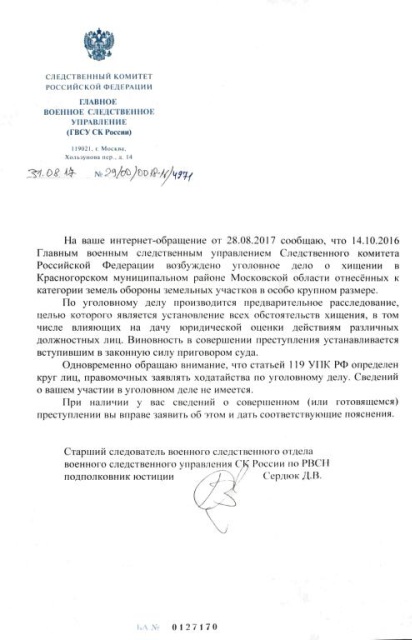 СЛЕДСТВЕННЫЙ КОМИТЕТ
РОССИЙСКОЙ ФЕДЕРАЦИИ
ГЛАВНОЕ
ВОЕННОЕ СЛЕДСТВЕННОЕ
УПРАВЛЕНИЕ
(ГВСУ СК России)
119021, г. Москве,
Хользунова пер., д. 14
31.08.17 №29/00/0018-17/4971
На ваше интернет-обращение от 28.08.2017 сообщаю, что 14.10.2016
Главным военным следственным управлением Следственного комитета
Российской Федерации возбуждено уголовное дело о хищении в
Красногорском муниципальном районе Московской области отнесённых к
категории земель обороны земельных участков в особо крупном размере.
По уголовному делу производится предварительное расследование,
целью которого является установление всех обстоятельств хищения, в том
числе влияющих на дачу юридической оценки действиям различных
должностных лиц. Виновность в совершении преступления устанавливается
вступившим в законную силу приговором суда.
Одновременно обращаю внимание, что статьей 119 УПК РФ определен
круг лиц, правомочных заявлять ходатайства по уголовному делу. Сведений
о вашем участии в уголовном деле не имеется.
При наличии у вас сведений о совершенном (или готовящемся)
преступлении вы вправе заявить об этом и дать соответствующие пояснения.
Старший следователь военного следственного отдела
военного следственного управления СК России по РВСН
подполковник юстиции Сердюк Д.В.
№ 0127170